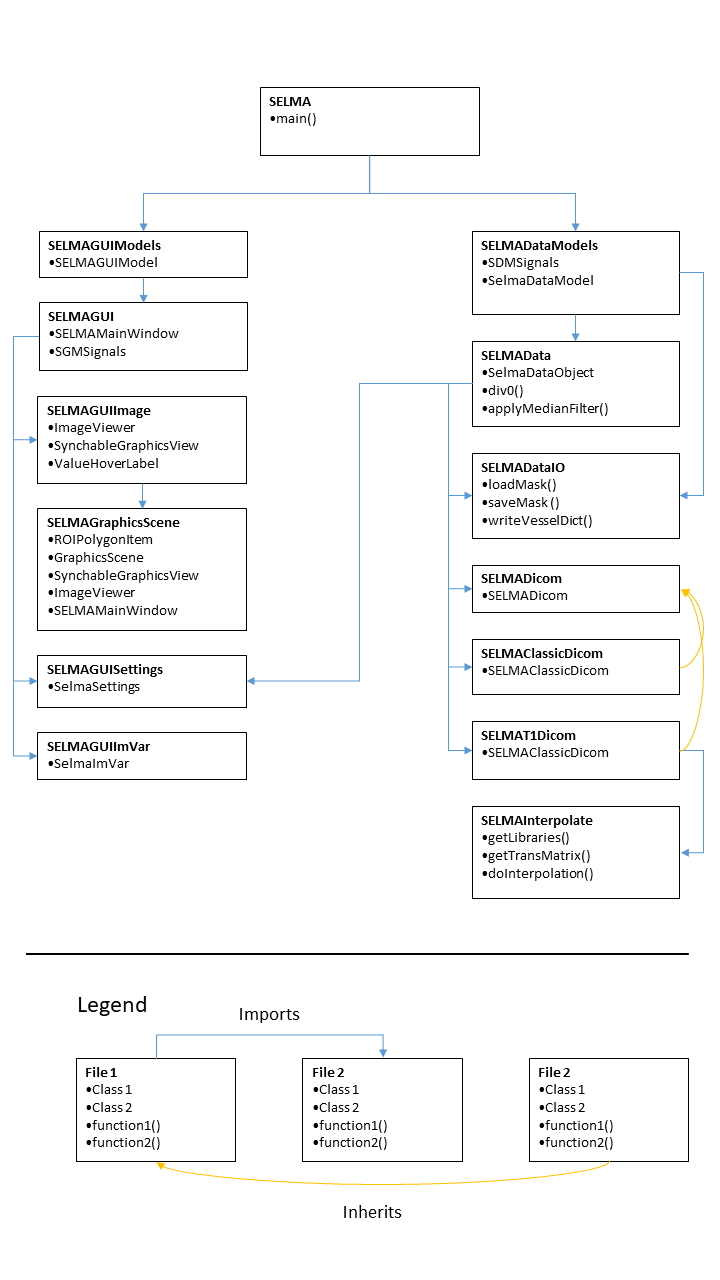 SELMA
•main()
SELMAGUIModels
•SELMAGUIModel
SELMAGUI
•SELMAMainWindow
•SGMSignals
SELMAGUIImage
•ImageViewer
•SynchableGraphicsView
•ValueHoverLabel
SELMAGraphicsScene
•ROIPolygonItem
•GraphicsScene
•SynchableGraphicsView
•ImageViewer
•SELMAMainWindow
SELMAGUISettings
•SelmaSettings
SELMAGUIImVar
•SelmaImVar
SELMADataModels
•SDMSignals
•SelmaDataModel
SELMAData
•SelmaDataObject
•div0()
•applyMedianFilter()
SELMADataIO
•loadMask()
•saveMask()
•writeVesselDict()
SELMADicom
•SELMADicom
SELMAClassicDicom
•SELMAClassicDicom
SELMAT1Dicom
•SELMAClassicDicom
SELMAInterpolate
•getLibraries()
•getTransMatrix()
•doInterpolation()
Legend
Imports
File 1
•Class 1
•Class 2
•function1()
•function2()
File 2
•Class 1
•Class 2
•function1()
•function2()
File 2
•Class 1
•Class 2
•function1()
•function2()
Inherits